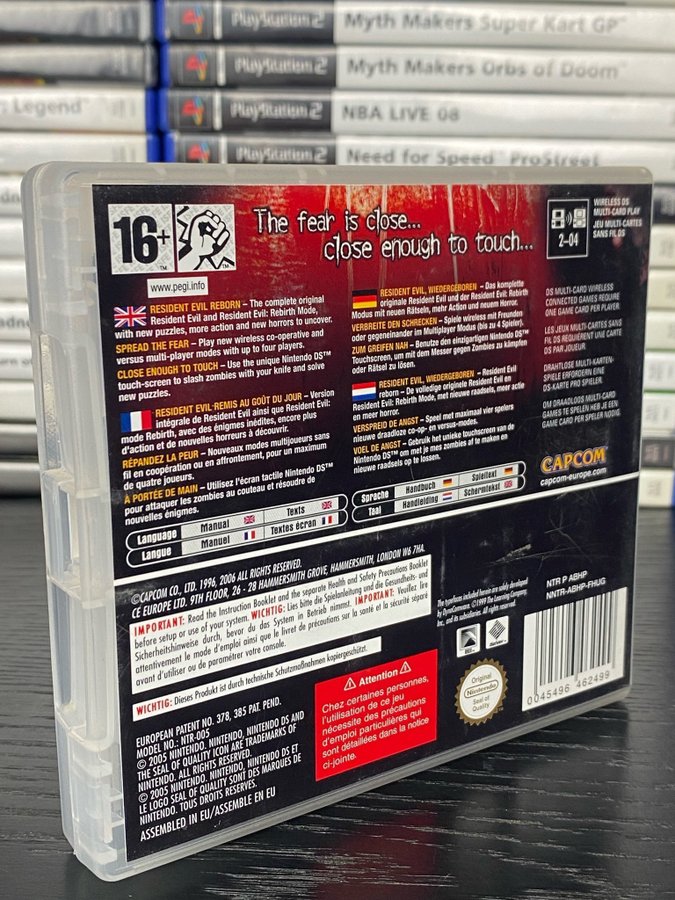 PlayStation 2 Myth Makers Super Kart GP
PlayStation 2 Myth Makers Orbs of Doom
Legend
PlayStation 2 NBA LIVE 08
PlayStation 2 Need for Speed ProStreet
16+
www.pegi.info
The fear is close...
close enough to touch...
2-04
WIRELESS DS
MULTI-CARD PLAY
JEU MULTI-CARTES
SANS FIL DS
RESIDENT EVIL REBORN – The complete original
Resident Evil and Resident Evil: Rebirth Mode,
with new puzzles, more action and new horrors to uncover.
SPREAD THE FEAR – Play new wireless co-operative and
versus multi-player modes with up to four players.
CLOSE ENOUGH TO TOUCH – Use the unique Nintendo DS™
touch-screen to slash zombies with your knife and solve
new puzzles.
RESIDENT EVIL REMIS AU GOÛT DU JOUR – Version
intégrale de Resident Evil ainsi que Resident Evil:
mode Rebirth, avec des énigmes inédites, encore plus
d'action et de nouvelles horreurs à découvrir.
RÉPANDEZ LA PEUR – Nouveaux modes multijoueurs sans
fil en coopération ou en affrontement, pour un maximum
de quatre joueurs.
À PORTÉE DE MAIN – Utilisez l'écran tactile Nintendo DS™
pour attaquer les zombies au couteau et résoudre de
nouvelles énigmes.
RESIDENT EVIL, WIEDERGEBOREN – Das komplette
originale Resident Evil und der Resident Evil: Rebirth
Modus mit neuen Rätseln, mehr Action und neuem Horror.
VERBREITE DEN SCHRECKEN – Spiele wireless mit Freunden
oder gegeneinander im Multiplayer Modus (bis zu 4 Spieler).
ZUM GREIFEN NAH – Benutze den einzigartigen Nintendo DS™
Touchscreen, um mit dem Messer gegen Zombies zu kämpfen
oder Rätsel zu lösen.
RESIDENT EVIL, WIEDERGEBOREN – Resident Evil
reborn – De volledige originele Resident Evil en
Resident Evil: Rebirth Mode, met nieuwe raadsels, meer actie
en meer horror.
VERSPREID DE ANGST – Speel met maximaal vier spelers
nieuwe draadloze co-op- en versus-modes.
VOEL DE ANGST – Gebruik het unieke touchscreen van de
Nintendo DS™ om met je mes zombies af te maken en
nieuwe raadsels op te lossen.
DS MULTI-CARD WIRELESS
CONNECTED GAMES REQUIRE
ONE GAME CARD PER PLAYER.
LES JEUX MULTI-CARTES SANS
FIL DS REQUIERENT UNE CARTE
DS PAR JOUEUR.
DRAHTLOSE MULTI-KARTEN-
SPIELE ERFORDERN EINE
DS-KARTE PRO SPIELER.
OM DRAADLOOS MULTI-CARD
GAMES TE SPELEN HEB JE EEN
GAME CARD PER SPELER NODIG.
CAPCOM
capcom-europe.com
Language Manual Texts
Langue Manuel Textes écran
Sprache Handbuch Spieltext
Taal Handleiding Schermtekst
©CAPCOM CO., LTD. 1996, 2006 ALL RIGHTS RESERVED.
CE EUROPE LTD. 9TH FLOOR, 26 - 28 HAMMERSMITH GROVE, HAMMERSMITH, LONDON W6 7HA.
IMPORTANT: Read the Instruction Booklet and the separate Health and Safety Precautions Booklet
before setup or use of your system. WICHTIG: Lies bitte die Spielanleitung und die Gesundheits- und
Sicherheitshinweise durch, bevor du das System in Betrieb nimmst. IMPORTANT: Veuillez lire
attentivement le mode d'emploi ainsi que le livret de précautions sur la santé et la sécurité séparé
avant d'utiliser ou de paramétrer votre console.
WICHTIG: Dieses Produkt ist durch technische Schutzmaßnahmen kopiergeschützt.
EUROPEAN PATENT NO. 378, 385 PAT. PEND.
MODEL NO.: NTR-005
© 2005 NINTENDO. NINTENDO DS AND
THE SEAL OF QUALITY ICON ARE TRADEMARKS OF
NINTENDO. ALL RIGHTS RESERVED.
© 2005 NINTENDO. NINTENDO DS ET
LE LOGO SEAL OF QUALITY SONT DES MARQUES DE
NINTENDO. TOUS DROITS RESERVES.
ASSEMBLED IN EU/ASSEMBLE EN EU
Attention
Chez certaines personnes,
l'utilisation de ce jeu
nécessite des précautions
d'emploi particulières qui
sont détaillées dans la notice
ci-jointe.
The typefaces included herein are solely developed
by DynaComware. ©1999 The Learning Company,
Inc. and its subsidiaries. All rights reserved.
Original
Nintendo
Seal of
Quality
NTR P ABHP
NNTR-ABHP-FHUG
0045496 462499